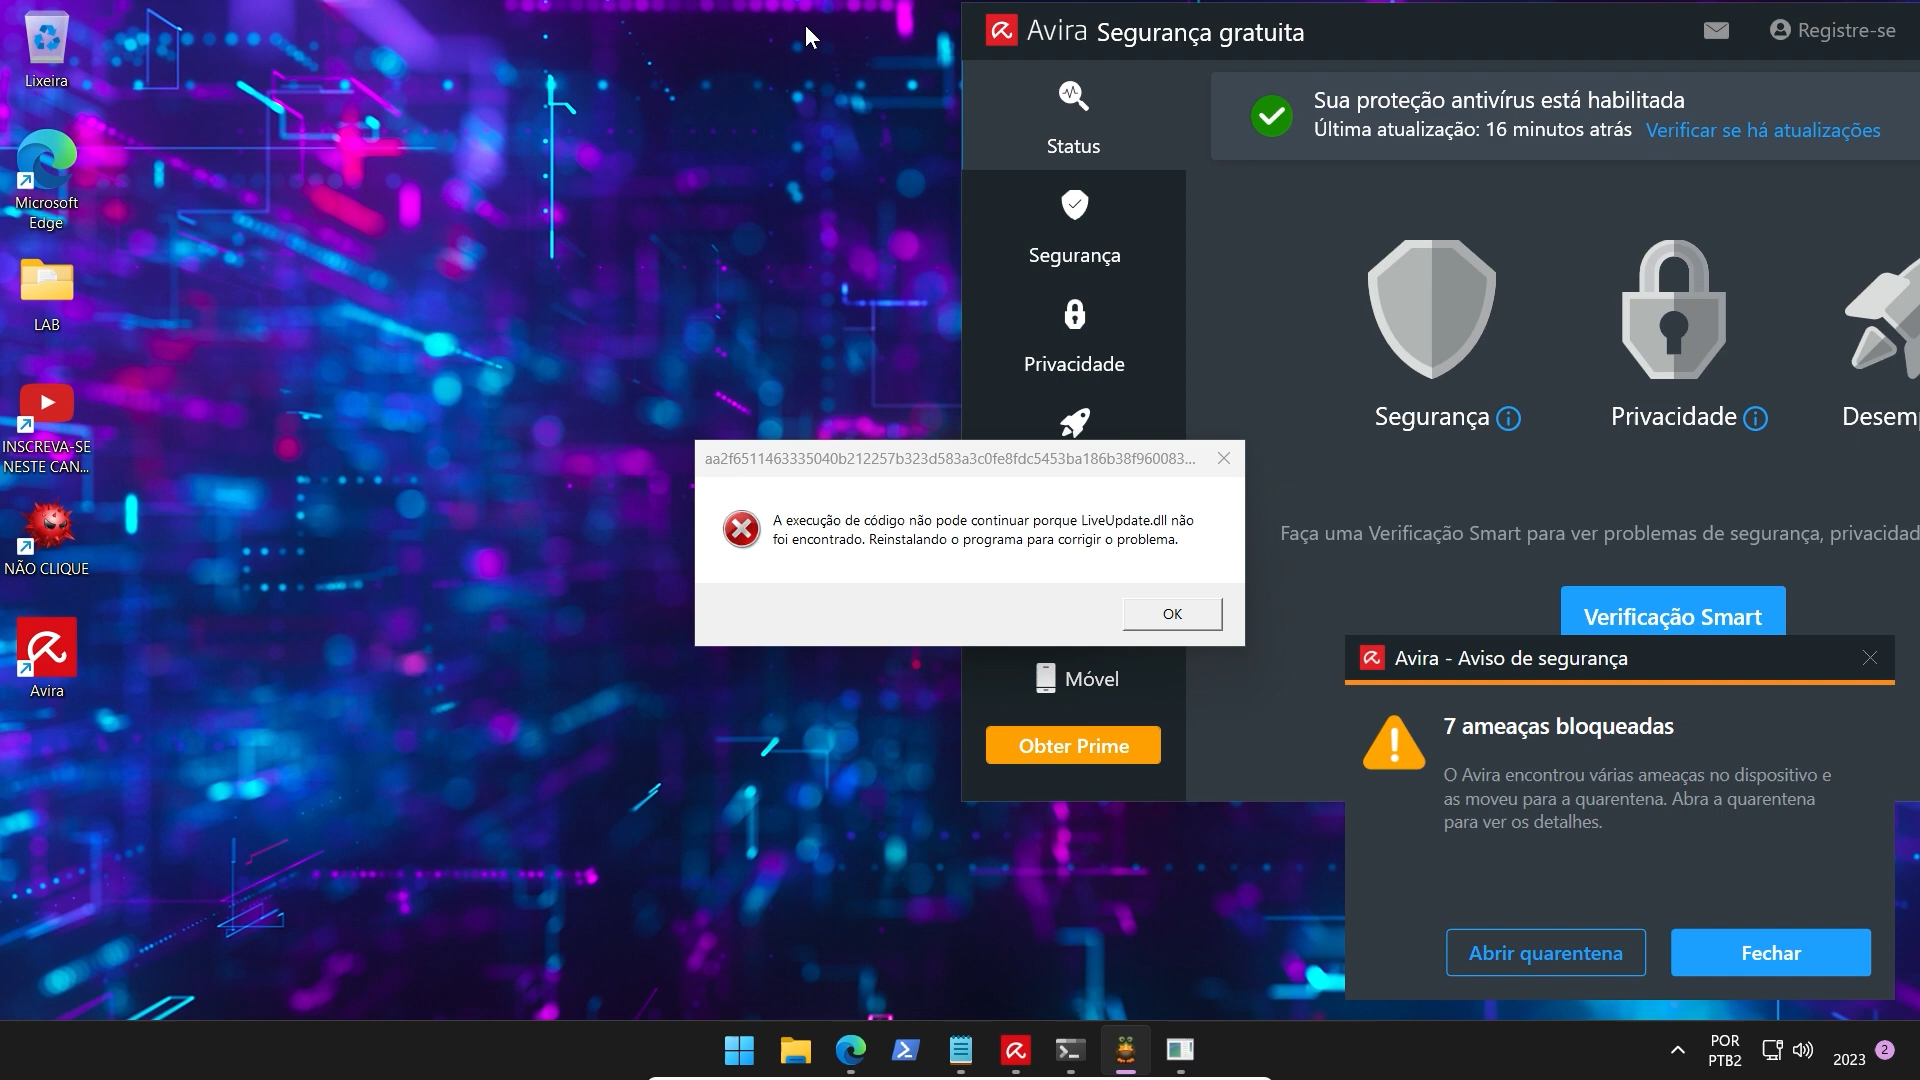 Lixeira
Microsoft
Edge
LAB
INSCREVA-SE
NESTE CAN...
NÃO CLIQUE
Avira
Avira Segurança gratuita
Registre-se
Status
Segurança
Privacidade
Móvel
Obter Prime
Sua proteção antivírus está habilitada
Última atualização: 16 minutos atrás Verificar se há atualizações
Segurança
Privacidade
Desemp
Faça uma Verificação Smart para ver problemas de segurança, privacidad
Verificação Smart
aa2f6511463335040b212257b323d583a3c0fe8fdc5453ba186b38f960083...
A execução de código não pode continuar porque LiveUpdate.dll não
foi encontrado. Reinstalando o programa para corrigir o problema.
OK
Avira - Aviso de segurança
7 ameaças bloqueadas
O Avira encontrou várias ameaças no dispositivo e
as moveu para a quarentena. Abra a quarentena
para ver os detalhes.
Abrir quarentena
Fechar
POR
PTB2
2023
2